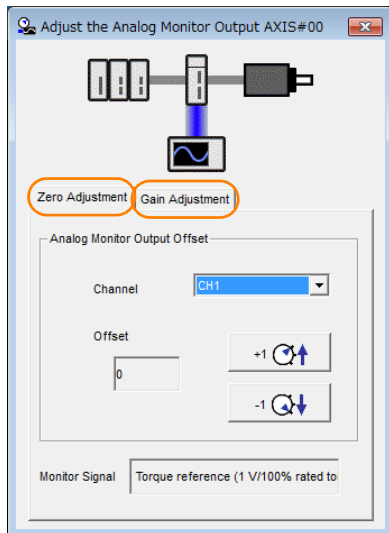 Adjust the Analog Monitor Output AXIS#00
Zero Adjustment
Gain Adjustment
Analog Monitor Output Offset
Channel
CH1
Offset
+1
0
-1
Monitor Signal
Torque reference (1 V/100% rated to